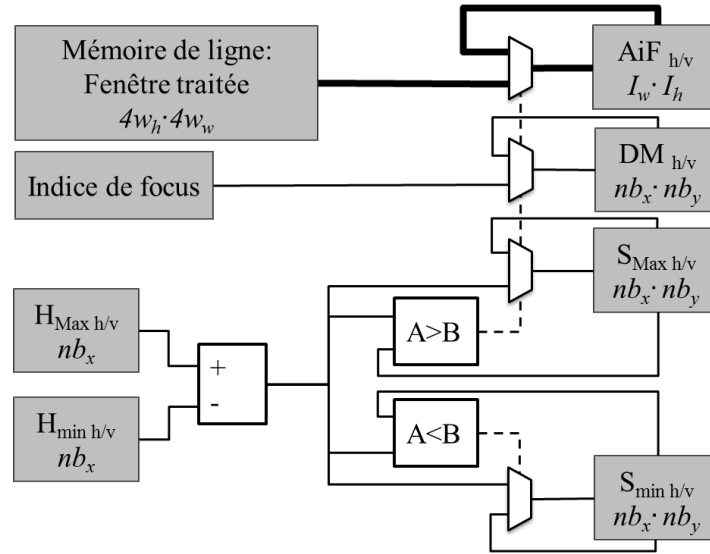 Mémoire de ligne:
Fenêtre traitée
4w_h·4w_w
AiF h/v
I_w· I_h
Indice de focus
DM h/v
nb_x· nb_y
S_Max h/v
nb_x· nb_y
H_Max h/v
nb_x
+
-
A>B
H_min h/v
nb_x
A<B
S_min h/v
nb_x· nb_y